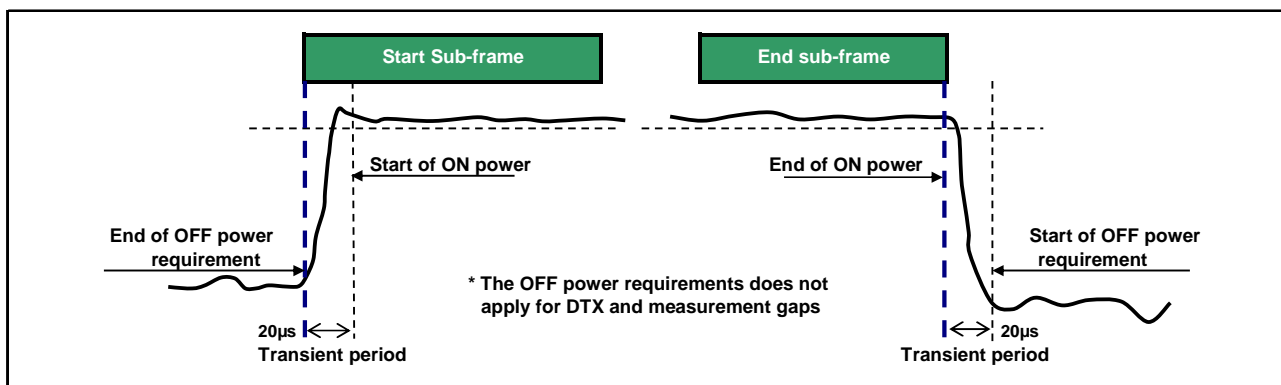 Start Sub-frame
End sub-frame
Start of ON power
End of ON power
End of OFF power
requirement
Start of OFF power
requirement
* The OFF power requirements does not
apply for DTX and measurement gaps
20µs
Transient period
20µs
Transient period